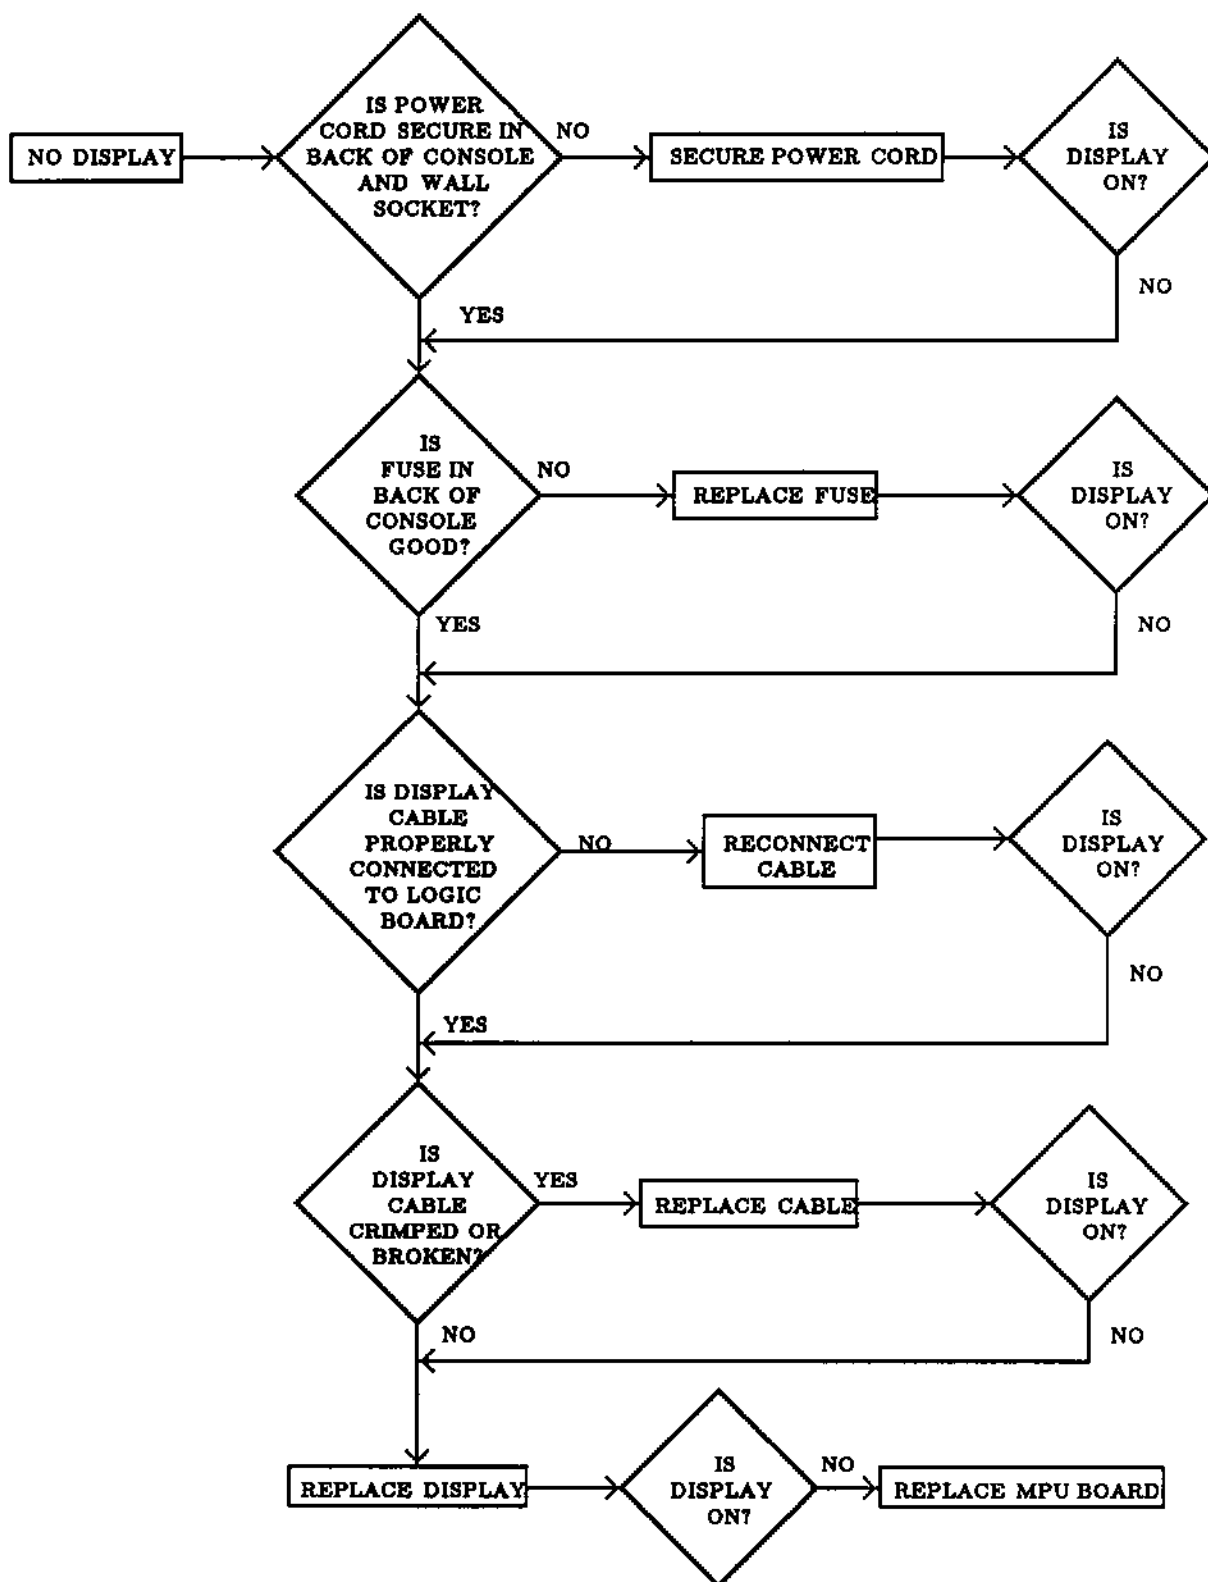 NO DISPLAY
IS POWER
CORD SECURE IN
BACK OF CONSOLE
AND WALL
SOCKET?
NO
SECURE POWER CORD
IS
DISPLAY
ON?
NO
YES
IS
FUSE IN
BACK OF
CONSOLE
GOOD?
NO
REPLACE FUSE
IS
DISPLAY
ON?
NO
YES
IS DISPLAY
CABLE
PROPERLY
CONNECTED
TO LOGIC
BOARD?
NO
RECONNECT
CABLE
IS
DISPLAY
ON?
NO
YES
IS
DISPLAY
CABLE
CRIMPED OR
BROKEN?
YES
REPLACE CABLE
IS
DISPLAY
ON?
NO
NO
REPLACE DISPLAY
IS
DISPLAY
ON?
NO
REPLACE MPU BOARD